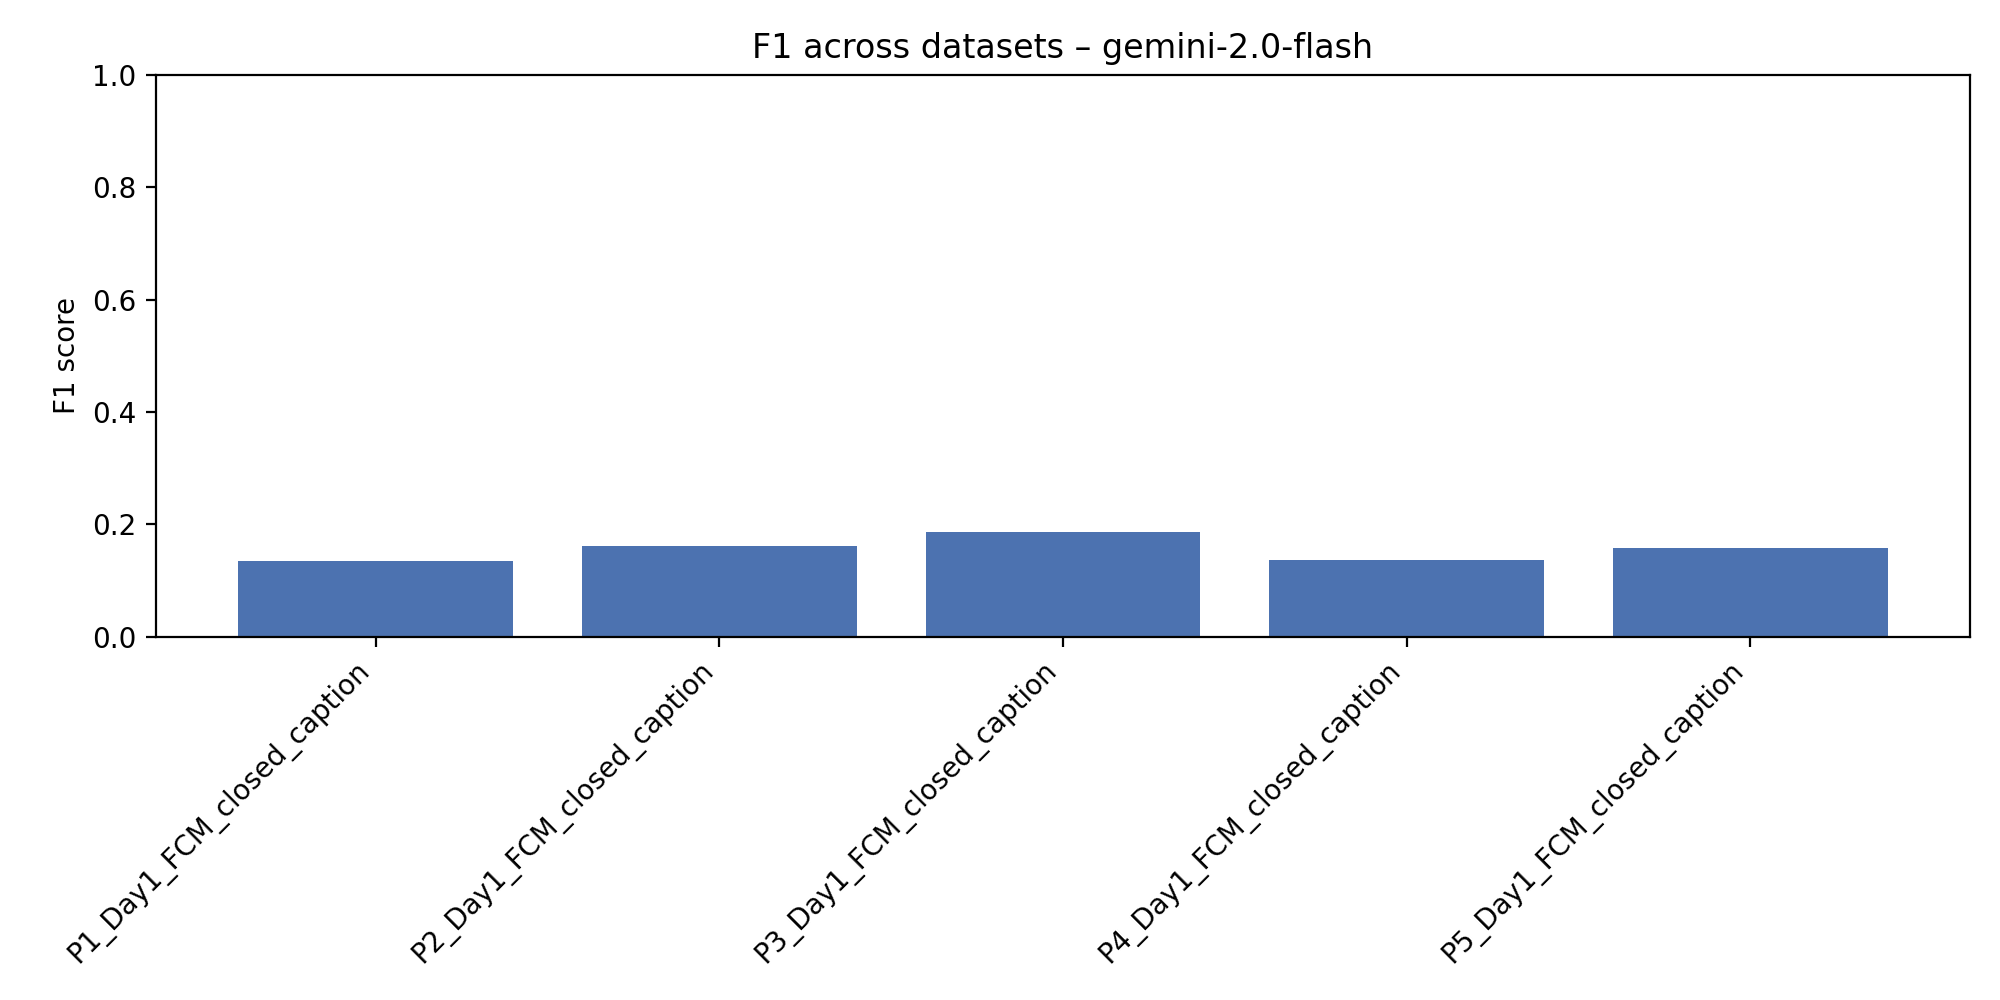 F1 across datasets – gemini-2.0-flash
1.0
0.8
0.6
0.4
0.2
0.0
F1 score
P1_Day1_FCM_closed_caption
P2_Day1_FCM_closed_caption
P3_Day1_FCM_closed_caption
P4_Day1_FCM_closed_caption
P5_Day1_FCM_closed_caption